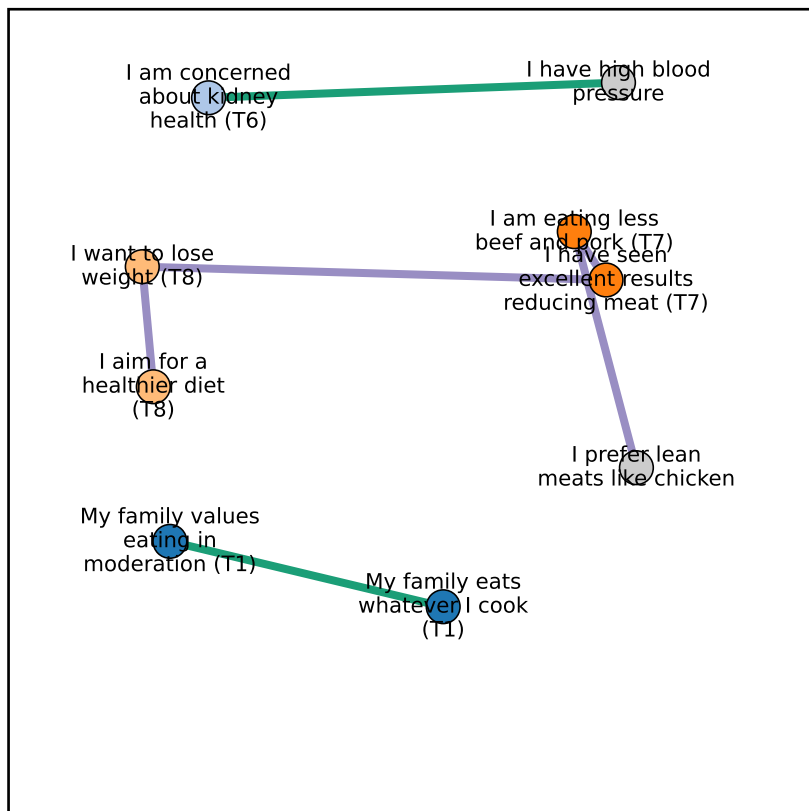 I am concerned
about kidney
health (T6)
I have high blood
pressure
I am eating less
beef and pork (T7)
I want to lose
weight (T8)
I have seen
excellent results
reducing meat (T7)
I aim for a
healthier diet
(T8)
I prefer lean
meats like chicken
My family values
eating in
moderation (T1)
My family eats
whatever I cook
(T1)